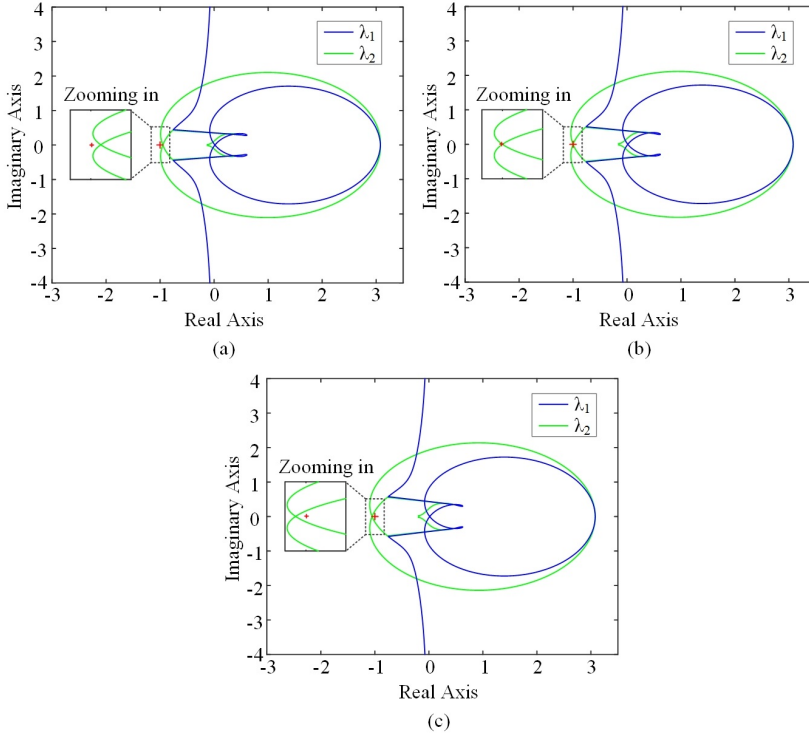 4
3
2
1
0
-1
-2
-3
-4
Imaginary Axis
λ1
λ2
Zooming in
-3 -2 -1 0 1 2 3
Real Axis
(a)
4
3
2
1
0
-1
-2
-3
-4
Imaginary Axis
λ1
λ2
Zooming in
-3 -2 -1 0 1 2 3
Real Axis
(b)
4
3
2
1
0
-1
-2
-3
-4
Imaginary Axis
λ1
λ2
Zooming in
-3 -2 -1 0 1 2 3
Real Axis
(c)